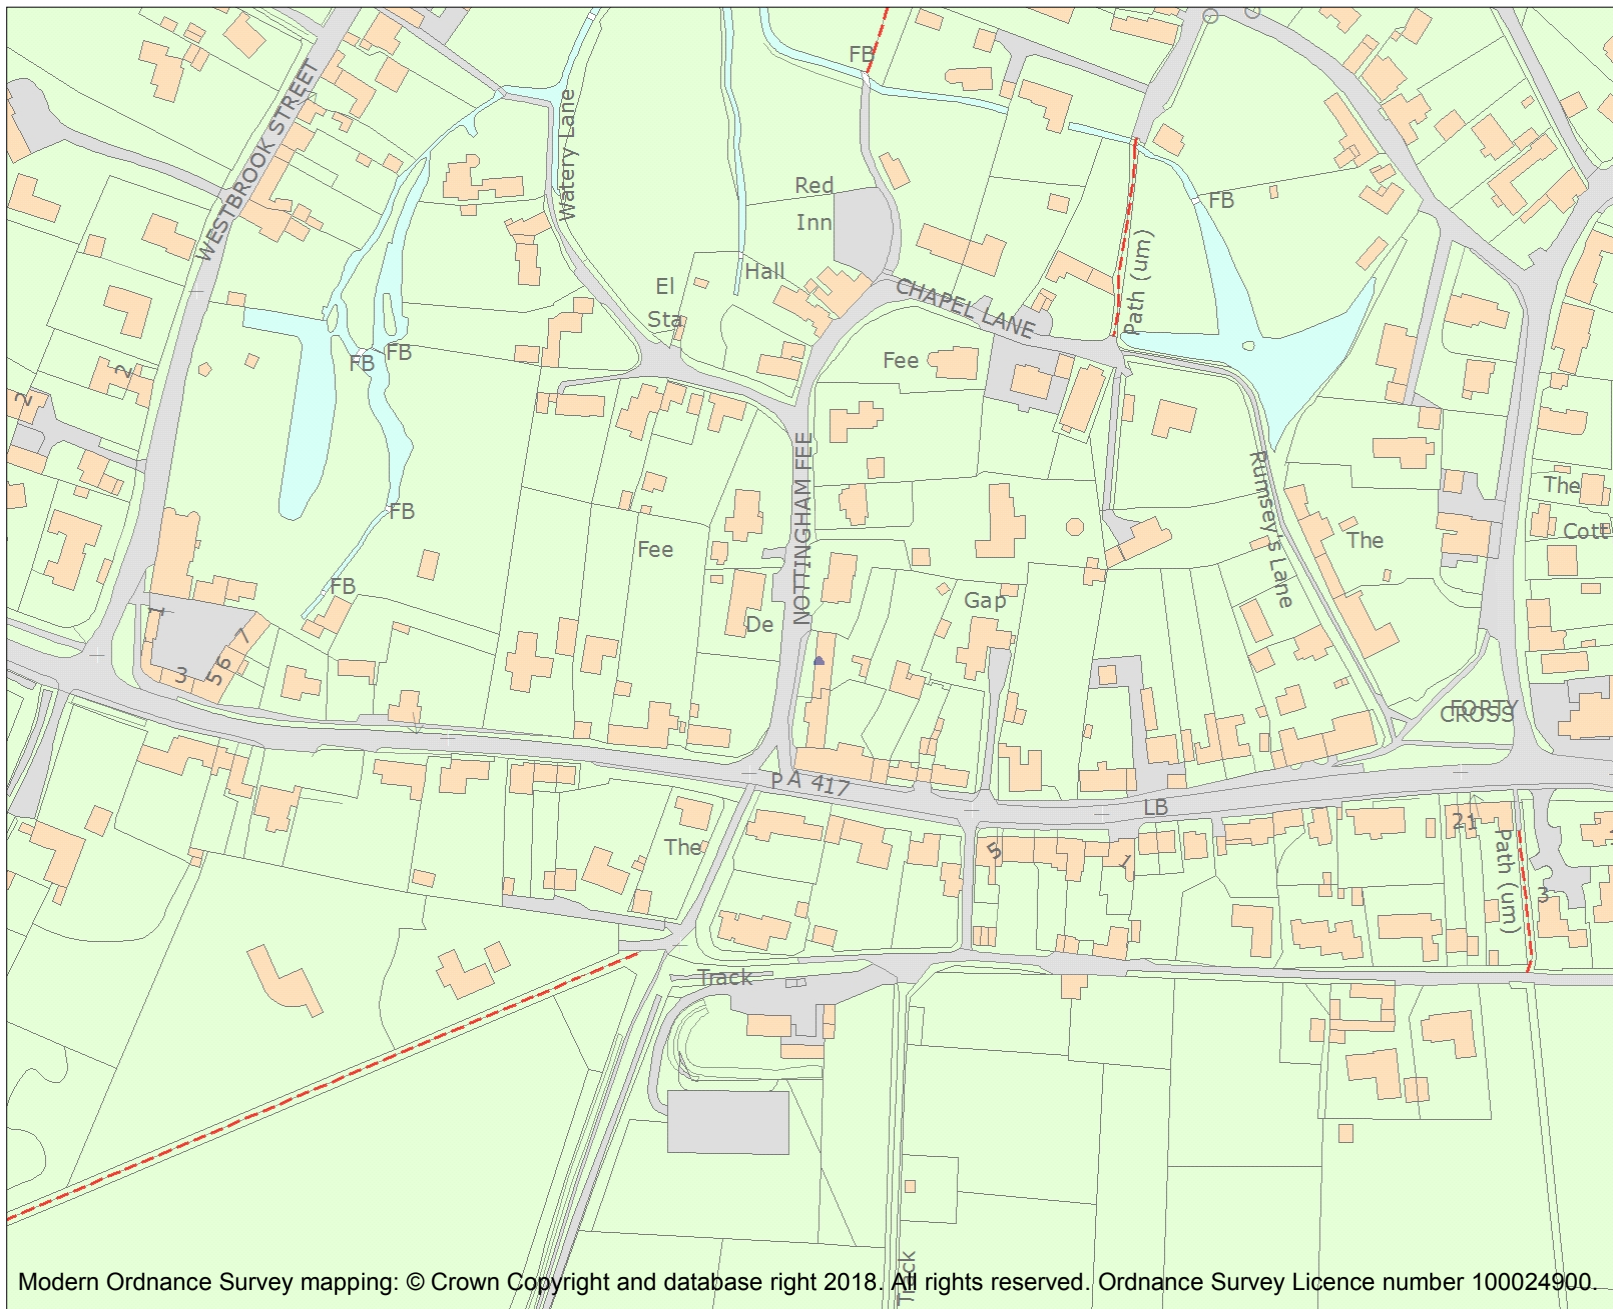 FB
WESTBROOK STREET
Watery Lane
Red
Inn
FB
Path (um)
El
Sta
Hall
CHAPEL LANE
FB
FB
Fee
2
2
NOTTINGHAM FEE
Rumsey's Lane
The
Cott
FB
Fee
The
FB
Gap
1
De
7
6
5
3
FORTY
CROSS
P
A 417
LB
21
The
5
1
Path (um)
3
Track
Track
Modern Ordnance Survey mapping: © Crown Copyright and database right 2018. All rights reserved. Ordnance Survey Licence number 100024900.